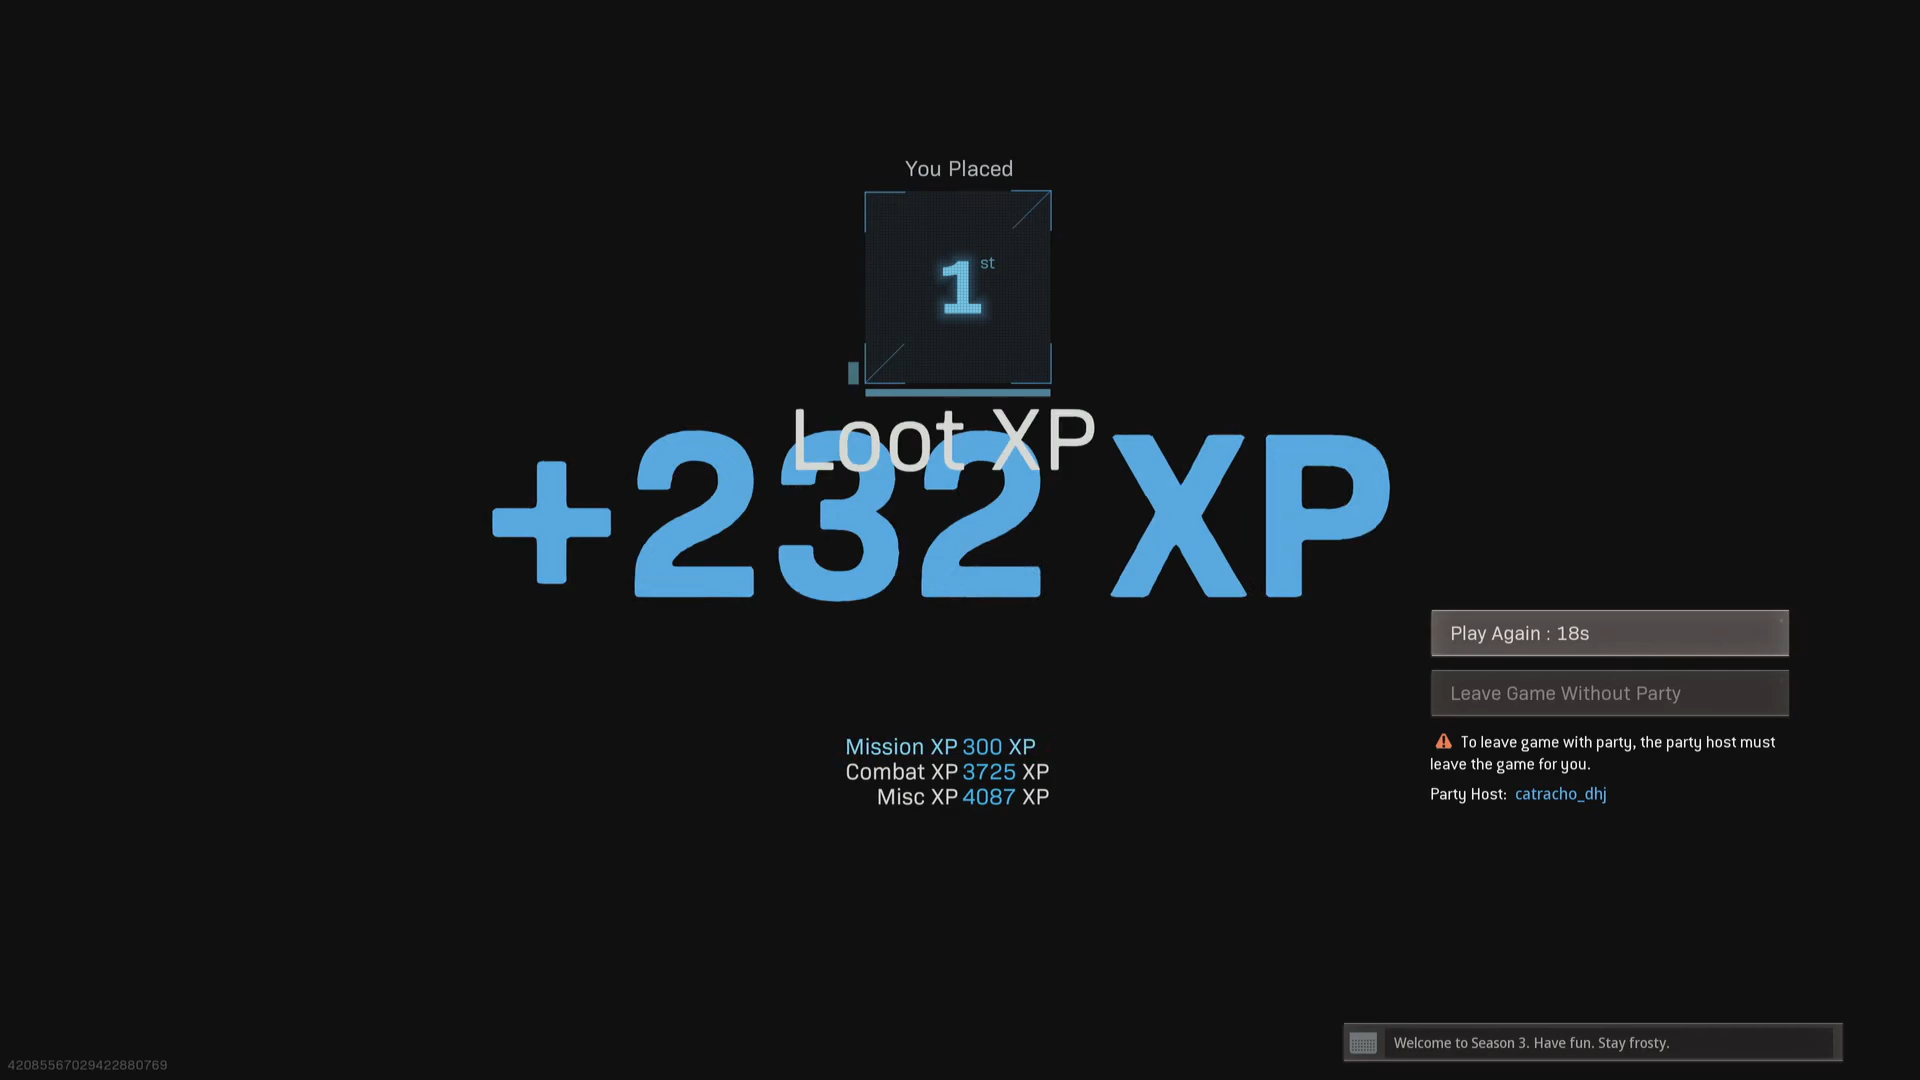 You Placed
1st
Loot XP
+232 XP
Play Again : 18s
Leave Game Without Party
To leave game with party, the party host must
leave the game for you.
Party Host: catracho_dhj
Mission XP 300 XP
Combat XP 3725 XP
Misc XP 4087 XP
Welcome to Season 3. Have fun. Stay frosty.
42085567029422880769